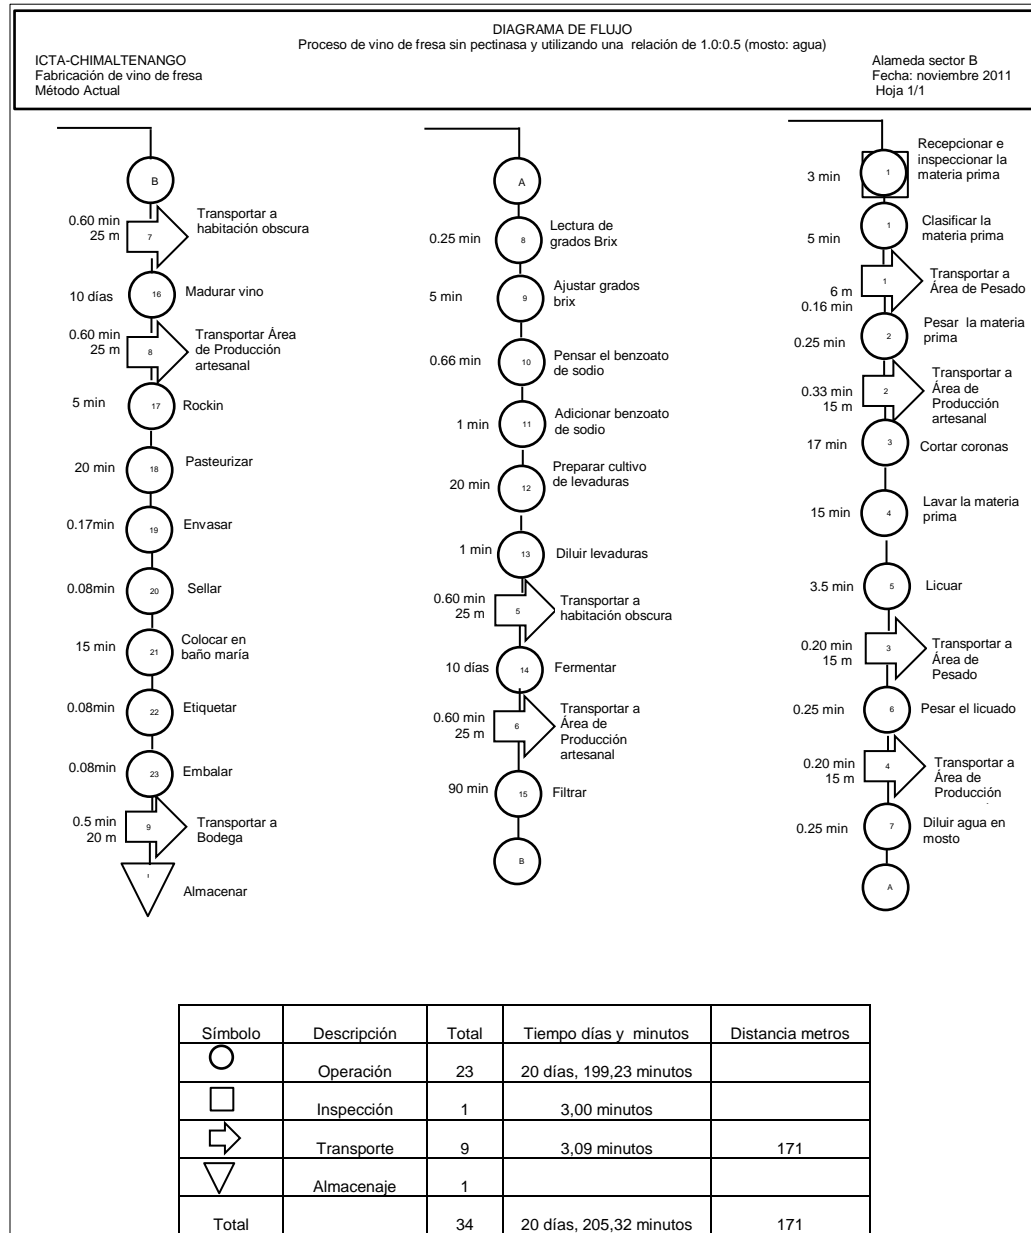 DIAGRAMA DE FLUJO
Proceso de vino de fresa sin pectinasa y utilizando una relación de 1.0:0.5 (mosto: agua)
ICTA-CHIMALTENANGO
Fabricación de vino de fresa
Método Actual
Alameda sector B
Fecha: noviembre 2011
Hoja 1/1
B
0.60 min
25 m
7
Transportar a
habitación obscura
10 días
16
Madurar vino
0.60 min
25 m
8
Transportar Área
de Producción
artesanal
5 min
17
Rockin
20 min
18
Pasteurizar
0.17min
19
Envasar
0.08min
20
Sellar
15 min
21
Colocar en
baño maría
0.08min
22
Etiquetar
0.08min
23
Embalar
0.5 min
20 m
9
Transportar a
Bodega
Almacenar
A
0.25 min
8
Lectura de
grados Brix
5 min
9
Ajustar grados
brix
0.66 min
10
Pensar el benzoato
de sodio
1 min
11
Adicionar benzoato
de sodio
20 min
12
Preparar cultivo
de levaduras
1 min
13
Diluir levaduras
0.60 min
25 m
5
Transportar a
habitación obscura
10 días
14
Fermentar
0.60 min
25 m
6
Transportar a
Área de
Producción
artesanal
90 min
15
Filtrar
B
3 min
1
Recepcionar e
inspeccionar la
materia prima
5 min
1
Clasificar la
materia prima
6 m
0.16 min
1
Transportar a
Área de Pesado
0.25 min
2
Pesar la materia
prima
0.33 min
15 m
2
Transportar a
Área de
Producción
artesanal
17 min
3
Cortar coronas
15 min
4
Lavar la materia
prima
3.5 min
5
Licuar
0.20 min
15 m
3
Transportar a
Área de
Pesado
0.25 min
6
Pesar el licuado
0.20 min
15 m
4
Transportar a
Área de
Producción
0.25 min
7
Diluir agua en
mosto
A
Símbolo Descripción Total Tiempo días y minutos Distancia metros
Operación 23 20 días, 199,23 minutos
Inspección 1 3,00 minutos
Transporte 9 3,09 minutos 171
Almacenaje 1
Total 34 20 días, 205,32 minutos 171